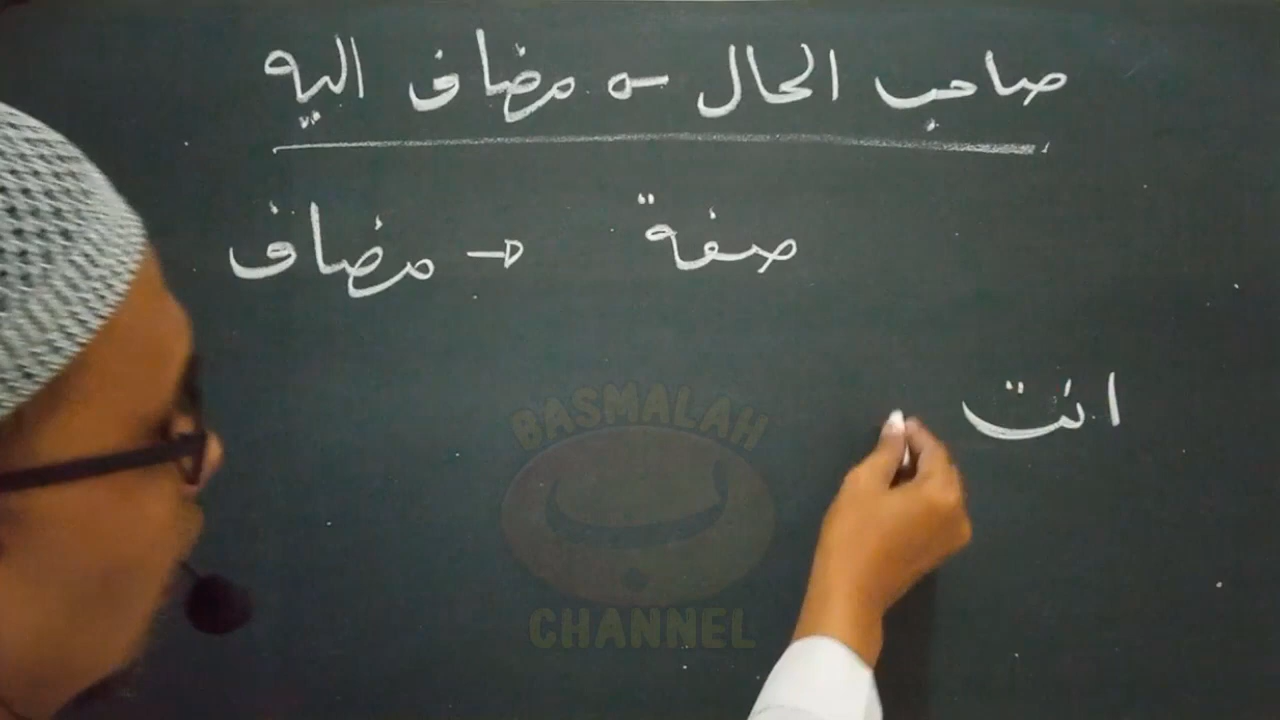 صاحب الحال ← مضاف اليه
صفة → مضاف
انت
BASMALAH
ب
CHANNEL